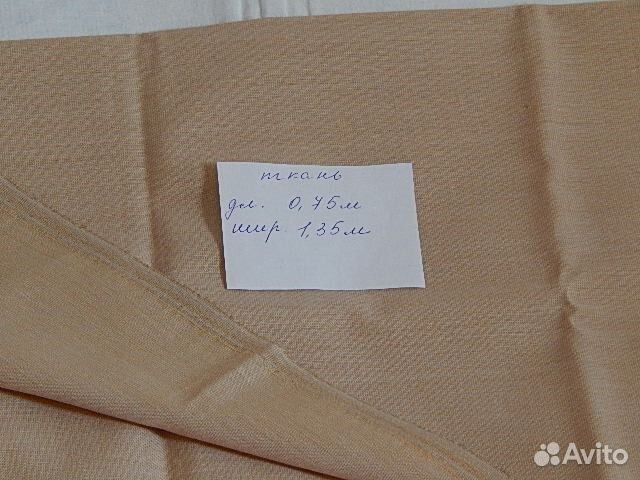 ткань
дл. 0,75м
шир. 1,35м
Avito